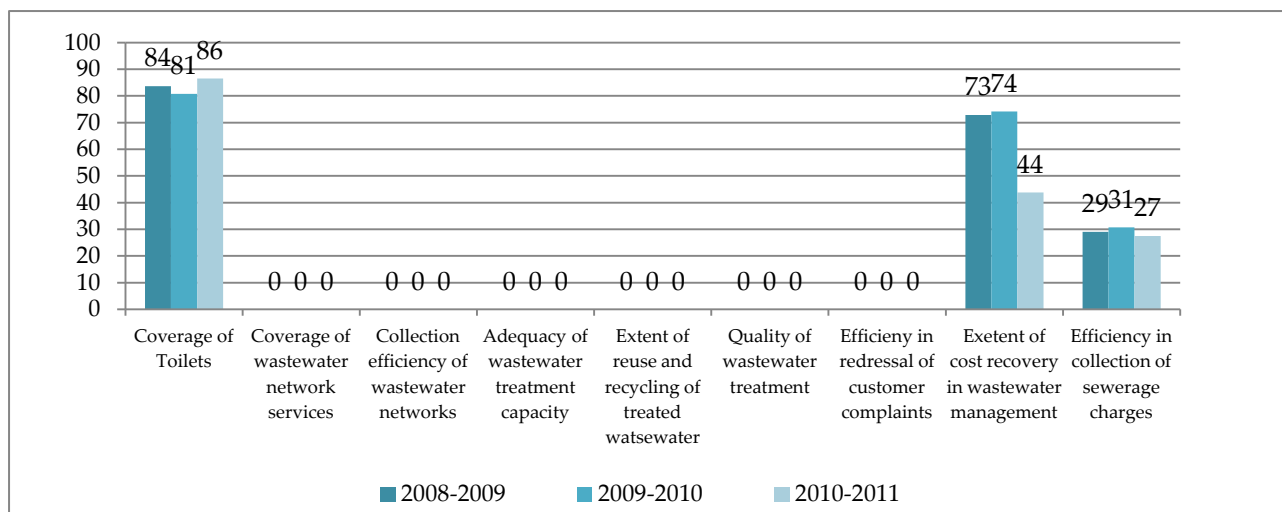 100
90
80
70
60
50
40
30
20
10
0
84 81 86
0 0 0
0 0 0
0 0 0
0 0 0
0 0 0
0 0 0
73 74 44
29 31 27
Coverage of
Toilets
Coverage of
wastewater
network
services
Collection
efficiency of
wastewater
networks
Adequacy of
wastewater
treatment
capacity
Extent of
reuse and
recycling of
treated
watsewater
Quality of
wastewater
treatment
Efficieny in
redressal of
customer
complaints
Exetent of
cost recovery
in wastewater
management
Efficiency in
collection of
sewerage
charges
2008-2009 2009-2010 2010-2011